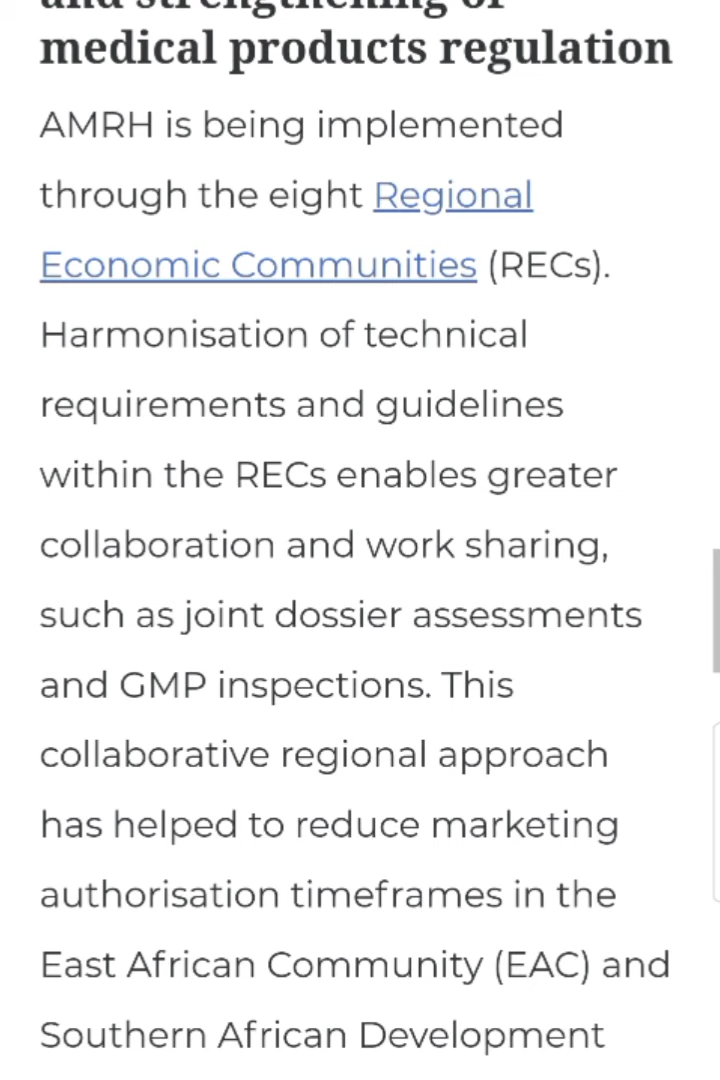 and strengthening of
medical products regulation
AMRH is being implemented
through the eight Regional
Economic Communities (RECs).
Harmonisation of technical
requirements and guidelines
within the RECs enables greater
collaboration and work sharing,
such as joint dossier assessments
and GMP inspections. This
collaborative regional approach
has helped to reduce marketing
authorisation timeframes in the
East African Community (EAC) and
Southern African Development